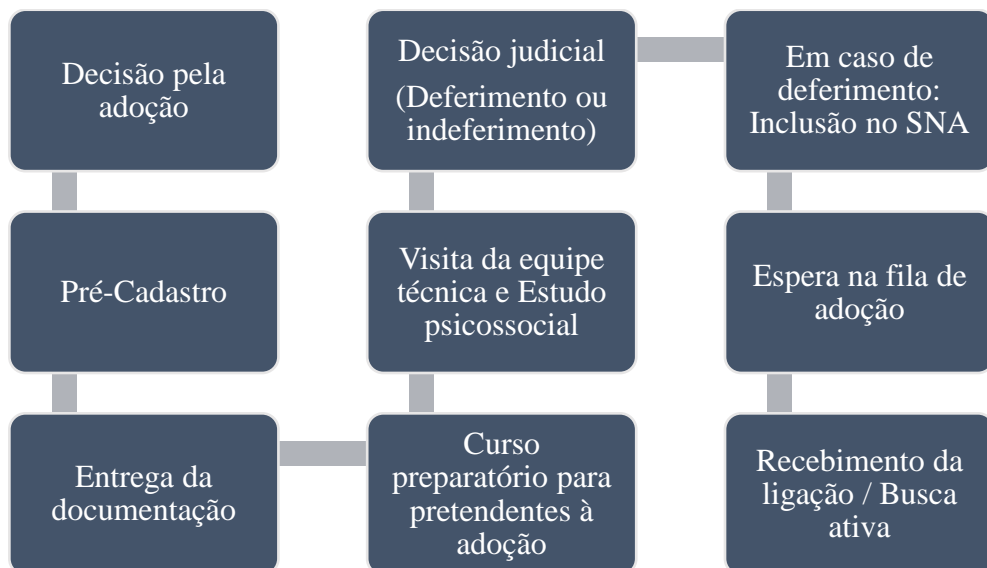 Decisão pela
adoção
Pré-Cadastro
Entrega da
documentação
Curso
preparatório para
pretendentes à
adoção
Visita da equipe
técnica e Estudo
psicossocial
Decisão judicial
(Deferimento ou
indeferimento)
Em caso de
deferimento:
Inclusão no SNA
Espera na fila de
adoção
Recebimento da
ligação / Busca
ativa